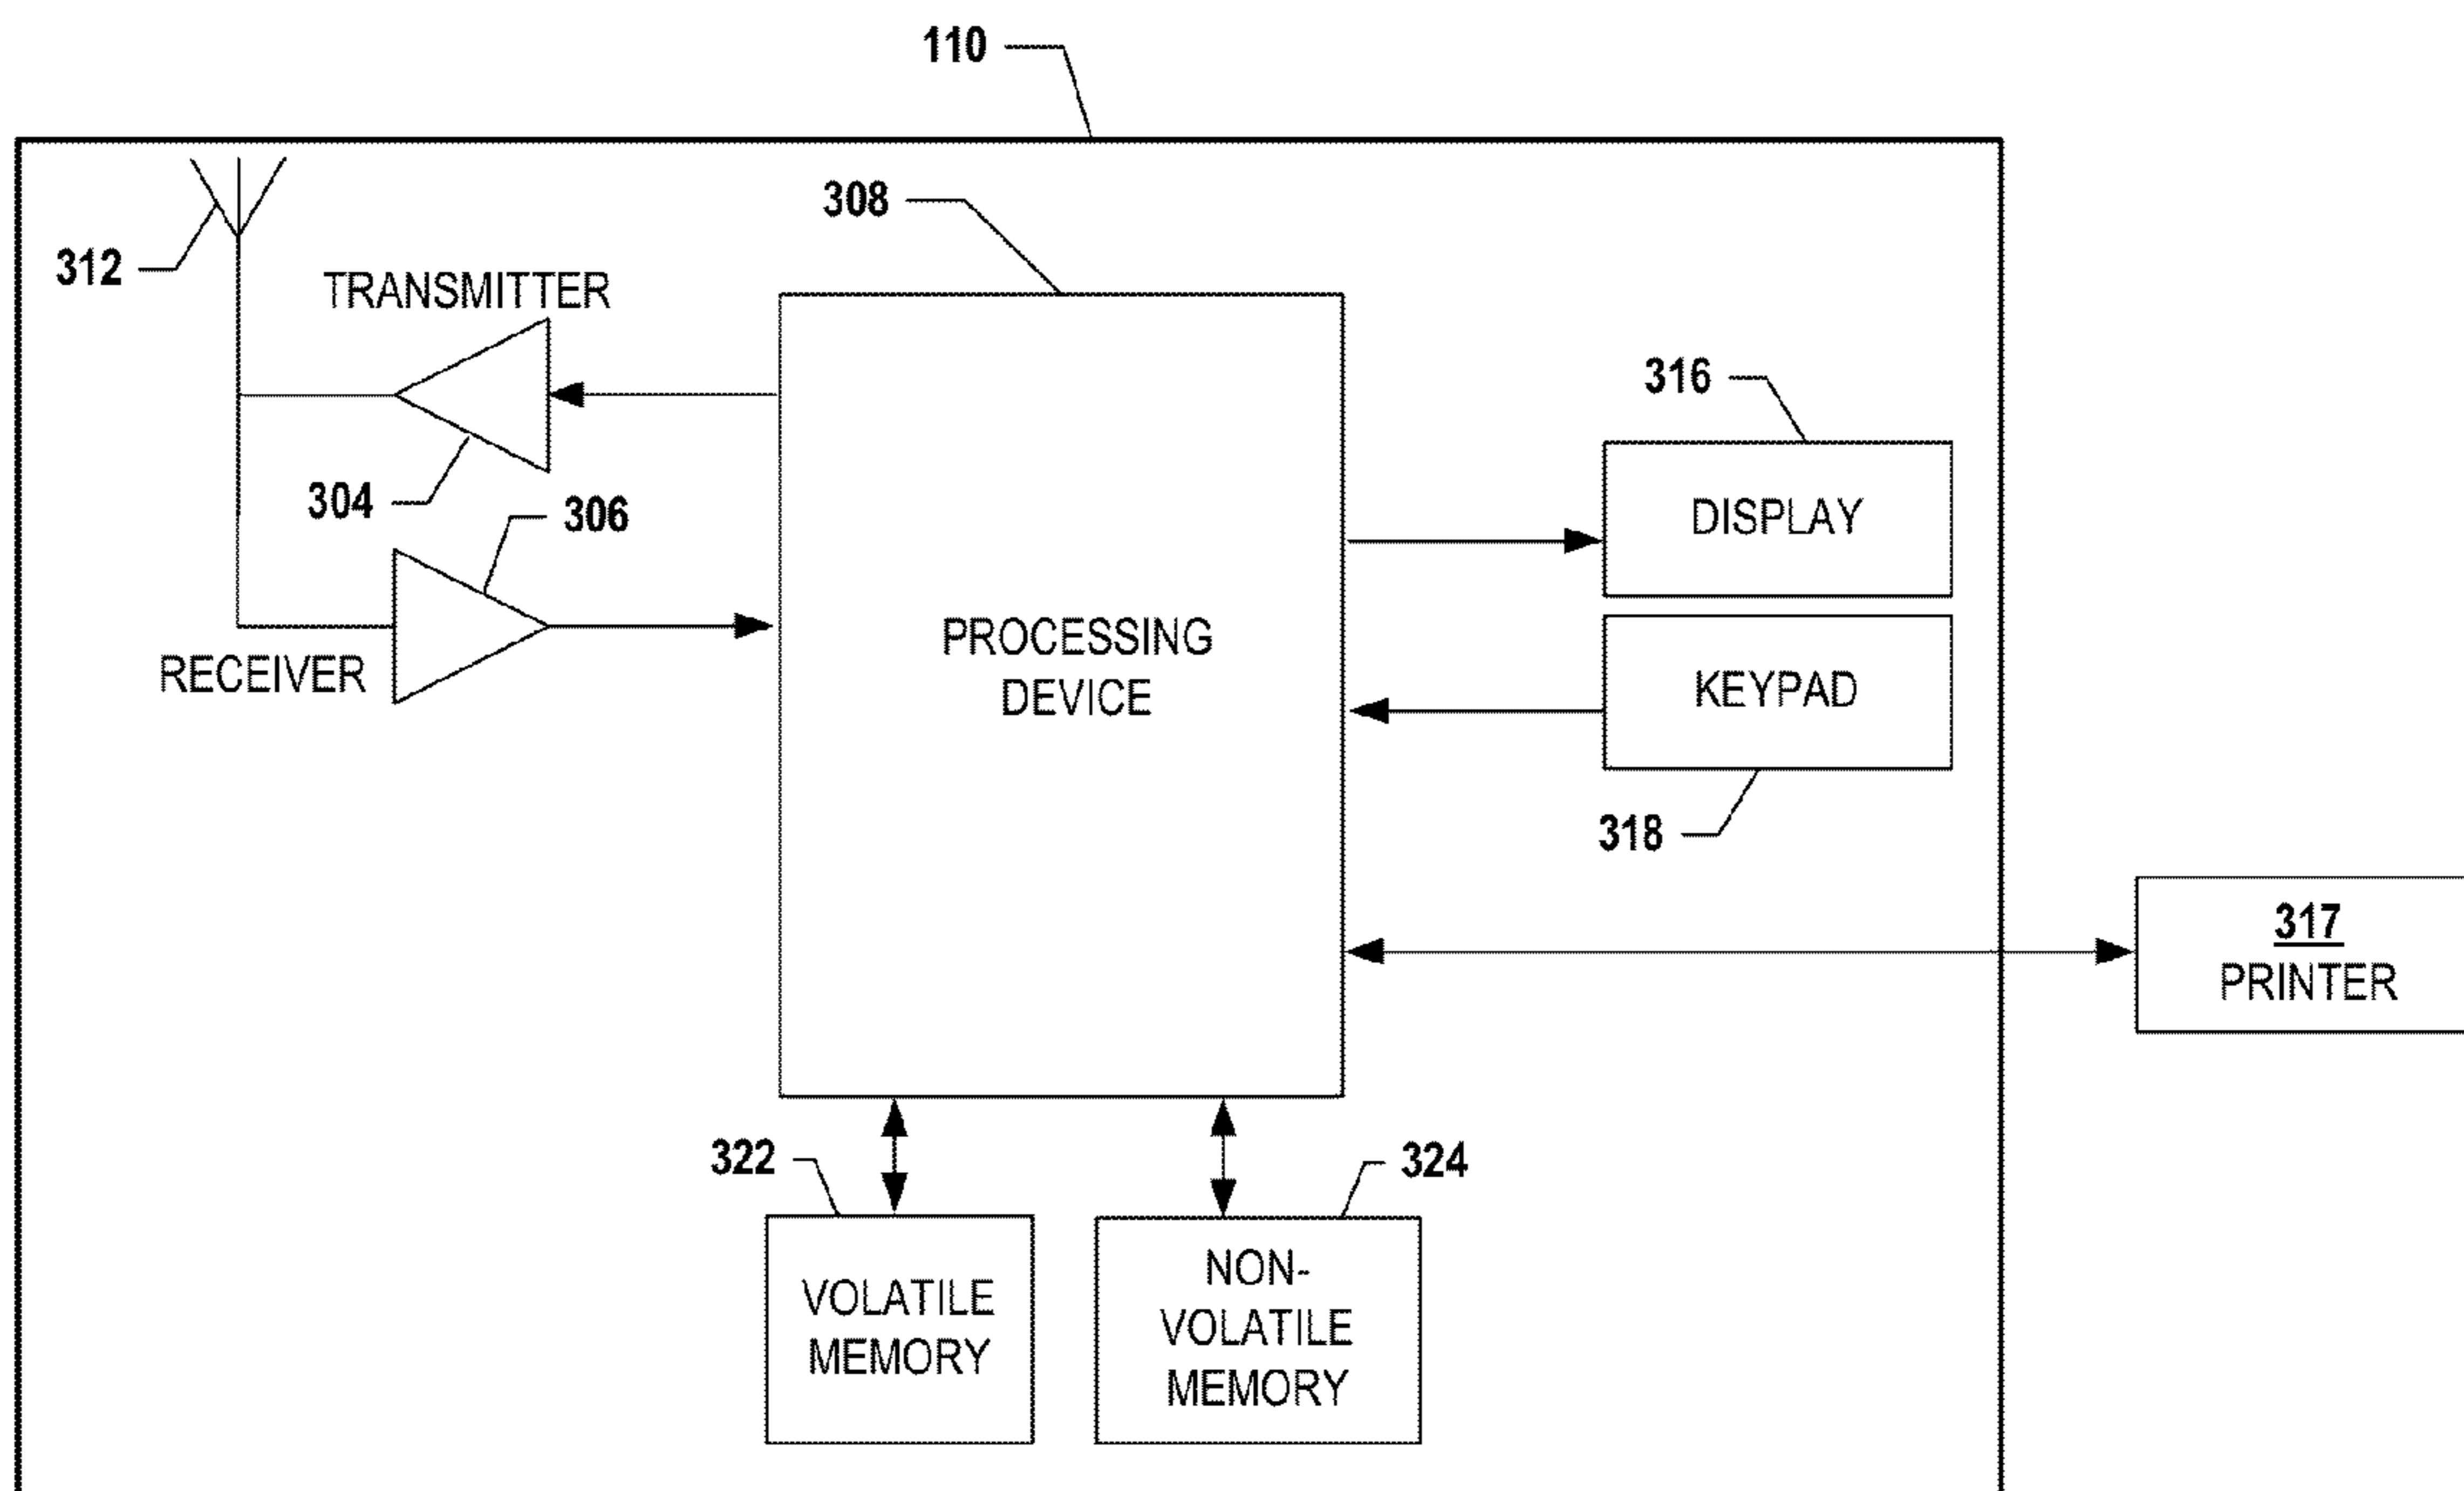 110
308
312
TRANSMITTER
316
304
306
DISPLAY
PROCESSING
DEVICE
RECEIVER
KEYPAD
318
317
PRINTER
322
324
VOLATILE
MEMORY
NON-
VOLATILE
MEMORY